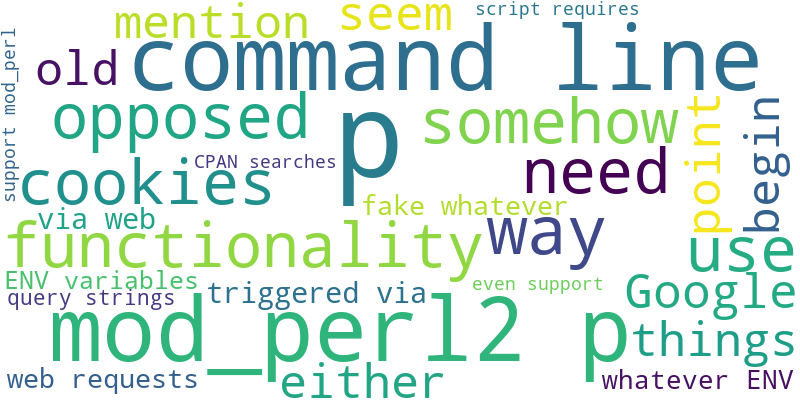 script requires
mention
seem
command line
old
support mod_perl
opposed
p
somehow
point
begin
CPAN searches
need
cookies
fake whatever
via web
functionality
way
use
ENV variables
query strings
triggered via
even support
Google
mod_perl2 p
things
web requests
either
whatever ENV